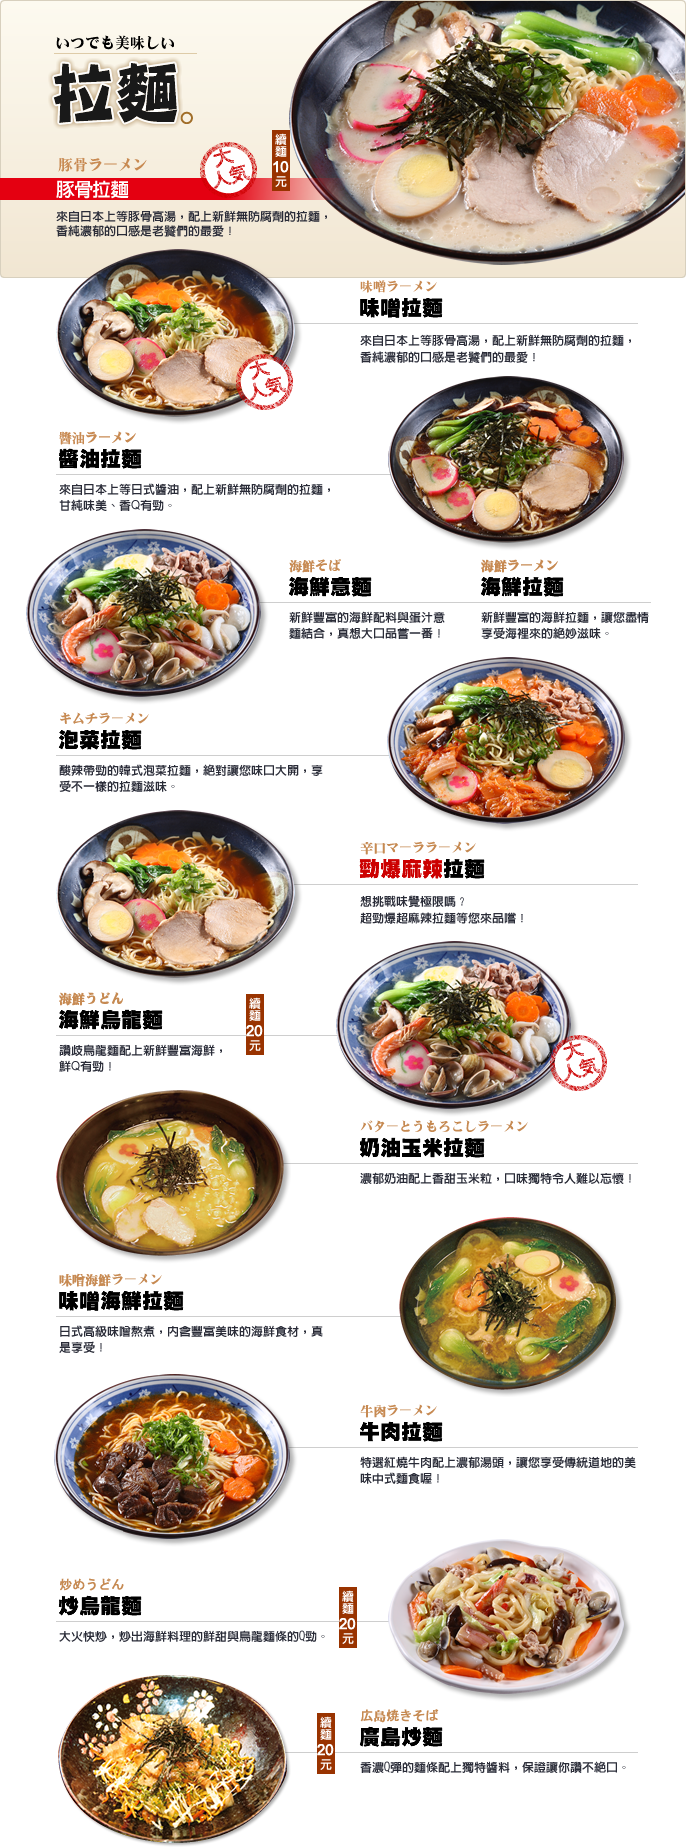 いつでも美味しい
拉麵。
豚骨ラーメン
豚骨拉麵
大人気
續麵10元
來自日本上等豚骨高湯，配上新鮮無防腐劑的拉麵，
香純濃郁的口感是老饕們的最愛！
味噌ラーメン
味噌拉麵
來自日本上等豚骨高湯，配上新鮮無防腐劑的拉麵，
香純濃郁的口感是老饕們的最愛！
大人気
醬油ラーメン
醬油拉麵
來自日本上等日式醬油，配上新鮮無防腐劑的拉麵，
甘純味美、香Q有勁。
海鮮そば
海鮮意麵
新鮮豐富的海鮮配料與蛋汁意
麵結合，真想大口品嘗一番！
海鮮ラーメン
海鮮拉麵
新鮮豐富的海鮮拉麵，讓您盡情
享受海裡來的絶妙滋味。
キムチラーメン
泡菜拉麵
酸辣帶勁的韓式泡菜拉麵，絶對讓您味口大開，享
受不一樣的拉麵滋味。
辛口マーララーメン
勁爆麻辣拉麵
想挑戰味覺極限嗎？
超勁爆超麻辣拉麵等您來品嚐！
海鮮うどん
海鮮烏龍麵
續麵20元
讚歧烏龍麵配上新鮮豐富海鮮，
鮮Q有勁！
大人気
バターとうもろこしラーメン
奶油玉米拉麵
濃郁奶油配上香甜玉米粒，口味獨特令人難以忘懷！
味噌海鮮ラーメン
味噌海鮮拉麵
日式高級味噌熬煮，內含豐富美味的海鮮食材，真
是享受！
牛肉ラーメン
牛肉拉麵
特選紅燒牛肉配上濃郁湯頭，讓您享受傳統道地的美
味中式麵食喔！
炒めうどん
炒烏龍麵
續麵20元
大火快炒，炒出海鮮料理的鮮甜與烏龍麵條的Q勁。
広島焼きそば
廣島炒麵
續麵20元
香濃Q彈的麵條配上獨特醬料，保證讓你讚不絕口。